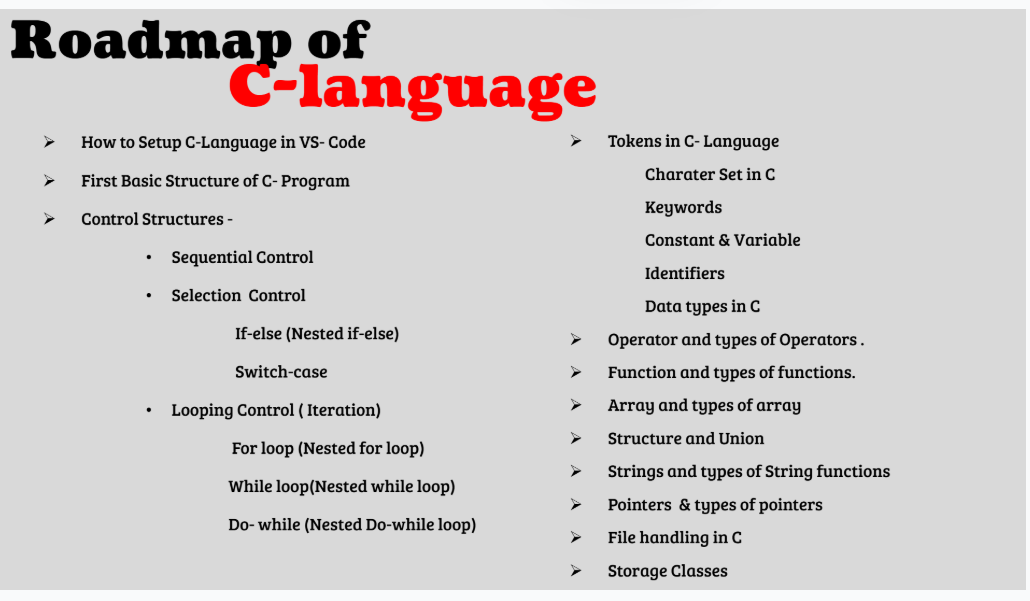 Roadmap of
C-language
How to Setup C-Language in VS- Code
First Basic Structure of C- Program
Control Structures -
Sequential Control
Selection Control
If-else (Nested if-else)
Switch-case
Looping Control ( Iteration)
For loop (Nested for loop)
While loop(Nested while loop)
Do- while (Nested Do-while loop)
Tokens in C- Language
Charater Set in C
Keywords
Constant & Variable
Identifiers
Data types in C
Operator and types of Operators .
Function and types of functions.
Array and types of array
Structure and Union
Strings and types of String functions
Pointers & types of pointers
File handling in C
Storage Classes